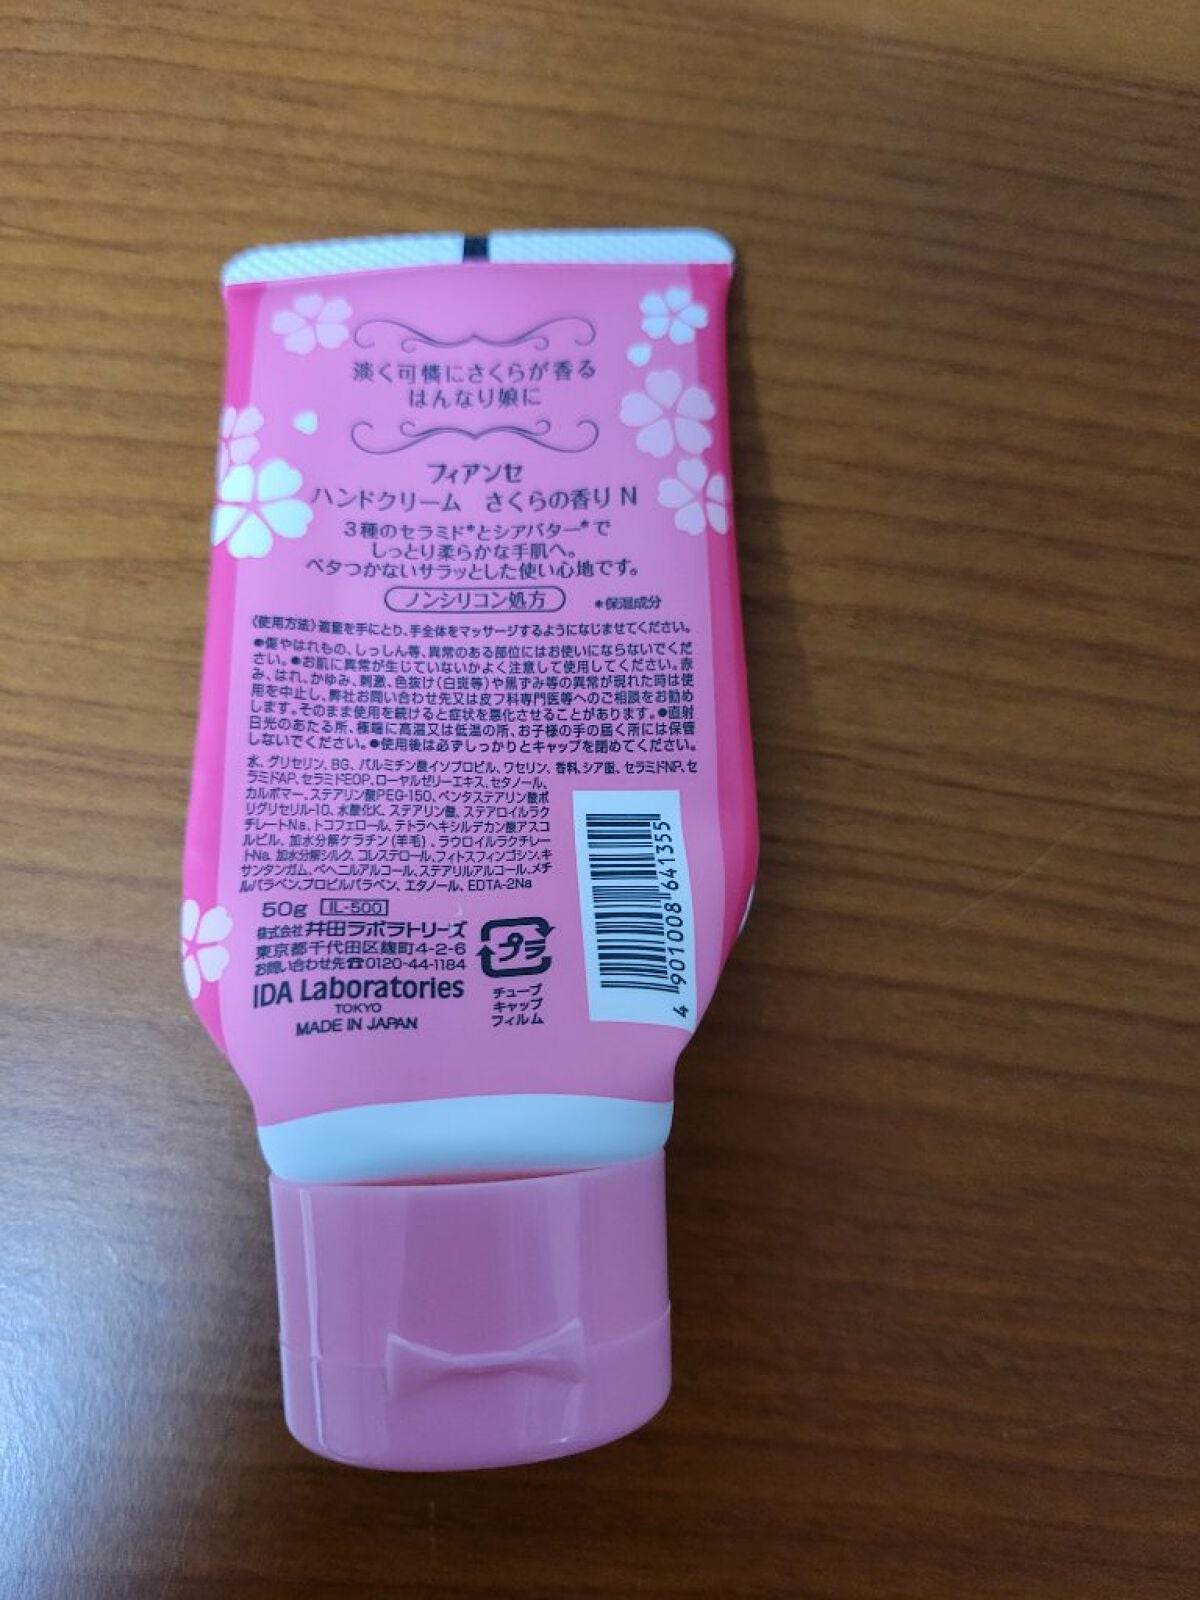 淡く可憐にさくらが香る
はんなり娘に
フィアンセ
ハンドクリーム さくらの香り N
3種のセラミド*とシアバター*で
しっとり柔らかな手肌へ。
ベタつかないサラッとした使い心地です。
ノンシリコン処方 *保湿成分
〈使用方法〉適量を手にとり、手全体をマッサージするようになじませてください。
●傷やはれもの、しっしん等、異常のある部位にはお使いにならないでくだ
さい。●お肌に異常が生じていないかよく注意して使用してください。赤
み、はれ、かゆみ、刺激、色抜け(白斑等)や黒ずみ等の異常が現れた時は使
用を中止し、弊社お問い合わせ先又は皮フ科専門医等へのご相談をお勧め
します。そのまま使用を続けると症状を悪化させることがあります。●直射
日光のあたる所、極端に高温又は低温の所、お子様の手の届く所には保管
しないでください。●使用後は必ずしっかりとキャップを閉めてください。
水、グリセリン、BG、パルミチン酸イソプロピル、ワセリン、香料、シア脂、セラミドNP、セ
ラミドAP、セラミドEOP、ローヤルゼリーエキス、セタノール、
カルボマー、ステアリン酸PEG-150、ペンタステアリン酸ポ
リグリセリル-10、水酸化K、ステアリン酸、ステアロイルラク
チレートNa、トコフェロール、テトラヘキシルデカン酸アスコ
ルビル、加水分解ケラチン(羊毛)、ラウロイルラクチレー
トNa、加水分解シルク、コレステロール、フィトスフィンゴシン、キ
サンタンガム、ベヘニルアルコール、ステアリルアルコール、メチ
ルパラベン、プロピルパラベン、エタノール、EDTA-2Na
50g IL-500
株式会社 井田ラボラトリーズ
東京都千代田区麹町4-2-6
お問い合わせ先☎0120-44-1184
IDA Laboratories
TOKYO
MADE IN JAPAN
プラ
チューブ
キャップ
フィルム
4 901008 641355